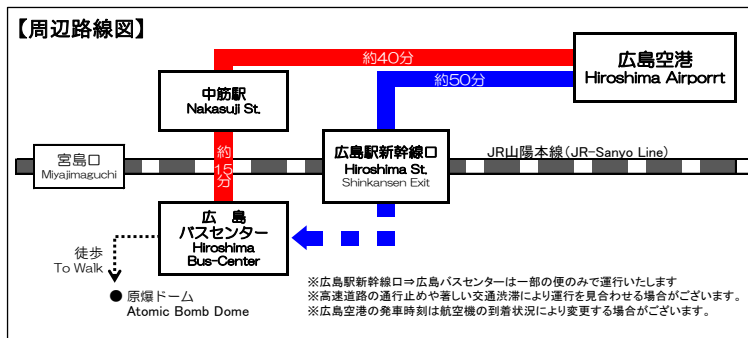 【周辺路線図】
約40分
広島空港
Hiroshima Airporrt
約50分
中筋駅
Nakasuji St.
宮島口
Miyajimaguchi
約15分
広島駅新幹線口
Hiroshima St.
Shinkansen Exit
JR山陽本線(JR-Sanyo Line)
広　島
バスセンター
Hiroshima
Bus-Center
徒歩
To Walk
● 原爆ドーム
Atomic Bomb Dome
※広島駅新幹線口⇒広島バスセンターは一部の便のみで運行いたします
※高速道路の通行止めや著しい交通渋滞により運行を見合わせる場合がございます。
※広島空港の発車時刻は航空機の到着状況により変更する場合がございます。